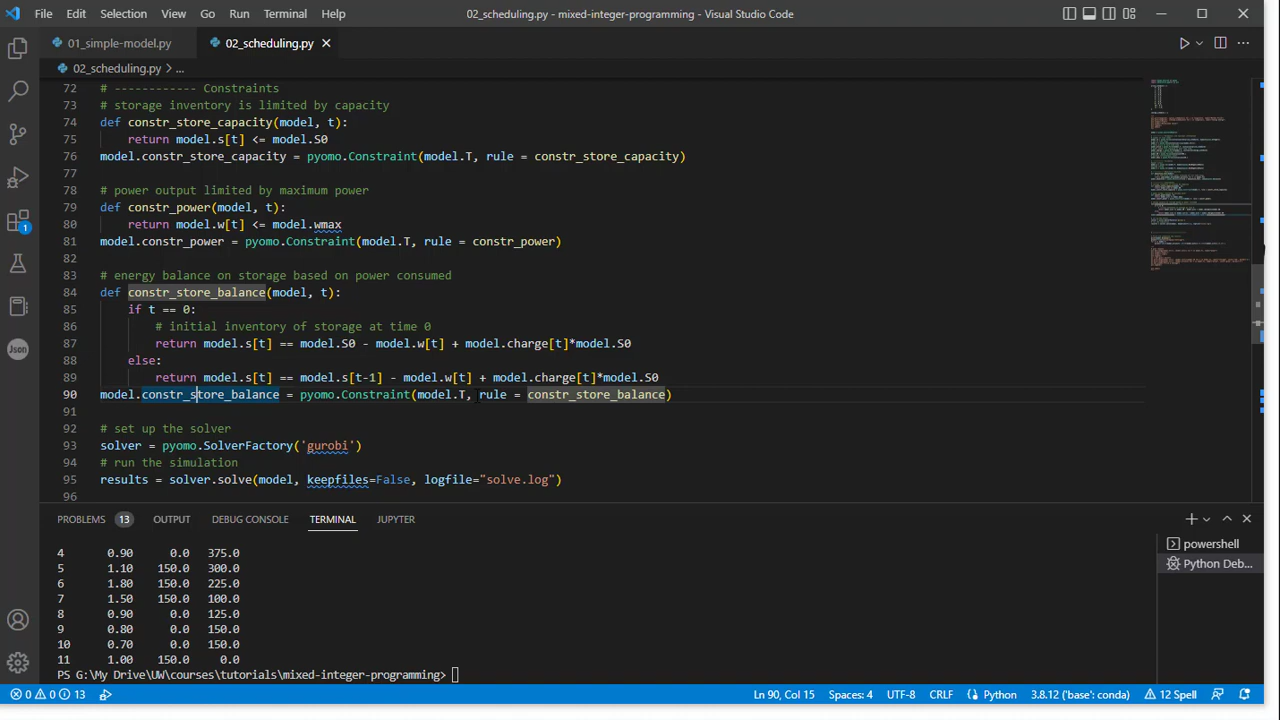 File Edit Selection View Go Run Terminal Help 02_scheduling.py - mixed-integer-programming - Visual Studio Code
01_simple-model.py 02_scheduling.py
02_scheduling.py > ...
72 # ------------ Constraints
73 # storage inventory is limited by capacity
74 def constr_store_capacity(model, t):
75 return model.s[t] <= model.S0
76 model.constr_store_capacity = pyomo.Constraint(model.T, rule = constr_store_capacity)
77
78 # power output limited by maximum power
79 def constr_power(model, t):
80 return model.w[t] <= model.wmax
81 model.constr_power = pyomo.Constraint(model.T, rule = constr_power)
82
83 # energy balance on storage based on power consumed
84 def constr_store_balance(model, t):
85 if t == 0:
86 # initial inventory of storage at time 0
87 return model.s[t] == model.S0 - model.w[t] + model.charge[t]*model.S0
88 else:
89 return model.s[t] == model.s[t-1] - model.w[t] + model.charge[t]*model.S0
90 model.constr_store_balance = pyomo.Constraint(model.T, rule = constr_store_balance)
91
92 # set up the solver
93 solver = pyomo.SolverFactory('gurobi')
94 # run the simulation
95 results = solver.solve(model, keepfiles=False, logfile="solve.log")
96
PROBLEMS 13 OUTPUT DEBUG CONSOLE TERMINAL JUPYTER
4 0.90 0.0 375.0
5 1.10 150.0 300.0
6 1.80 150.0 225.0
7 1.50 150.0 100.0
8 0.90 0.0 125.0
9 0.80 0.0 150.0
10 0.70 0.0 150.0
11 1.00 150.0 0.0
PS G:\My Drive\UW\courses\tutorials\mixed-integer-programming>
powershell
Python Deb...
1
Json
0 0 13 Ln 90, Col 15 Spaces: 4 UTF-8 CRLF Python 3.8.12 ('base': conda) 12 Spell